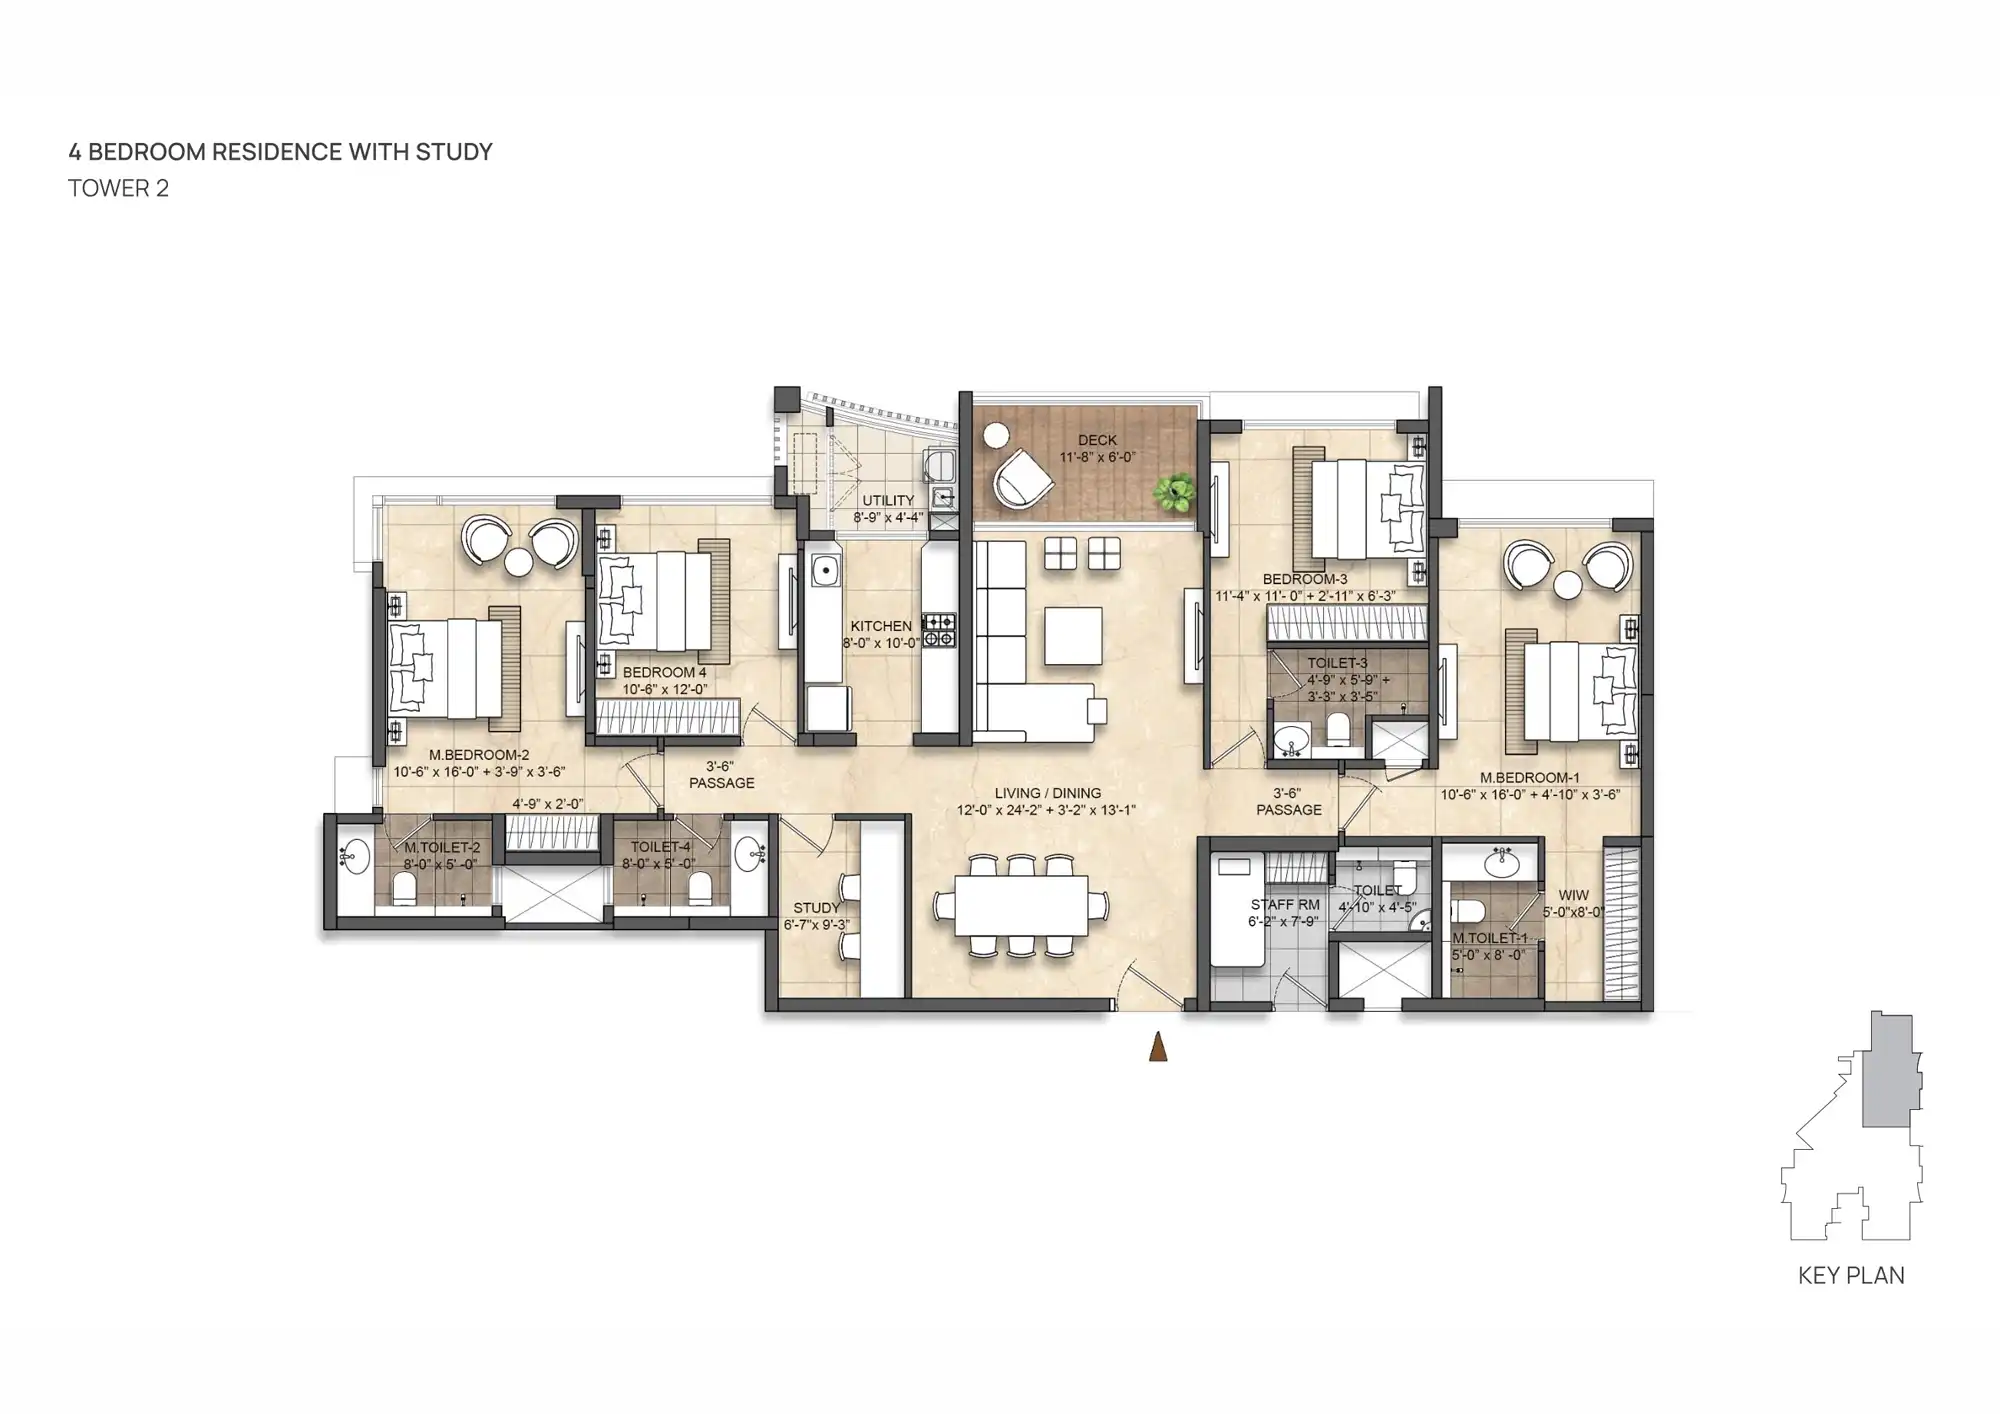 4 BEDROOM RESIDENCE WITH STUDY
TOWER 2
DECK
11'-8" x 6'-0"
UTILITY
8'-9" x 4'-4"
BEDROOM-3
11'-4" x 11'- 0" + 2'-11" x 6'-3"
KITCHEN
8'-0" x 10'-0"
BEDROOM 4
10'-6" x 12'-0"
TOILET-3
4'-9" x 5'-9" +
3'-3" x 3'-5"
M.BEDROOM-2
10'-6" x 16'-0" + 3'-9" x 3'-6"
4'-9" x 2'-0"
3'-6"
PASSAGE
LIVING / DINING
12'-0" x 24'-2" + 3'-2" x 13'-1"
3'-6"
PASSAGE
M.BEDROOM-1
10'-6" x 16'-0" + 4'-10" x 3'-6"
M.TOILET-2
8'-0" x 5' -0"
TOILET-4
8'-0" x 5' -0"
STUDY
6'-7" x 9'-3"
STAFF RM
6'-2" x 7'-9"
TOILET
4'-10" x 4'-5"
WIW
5'-0"x8'-0"
M.TOILET-1
5'-0" x 8' -0"
KEY PLAN